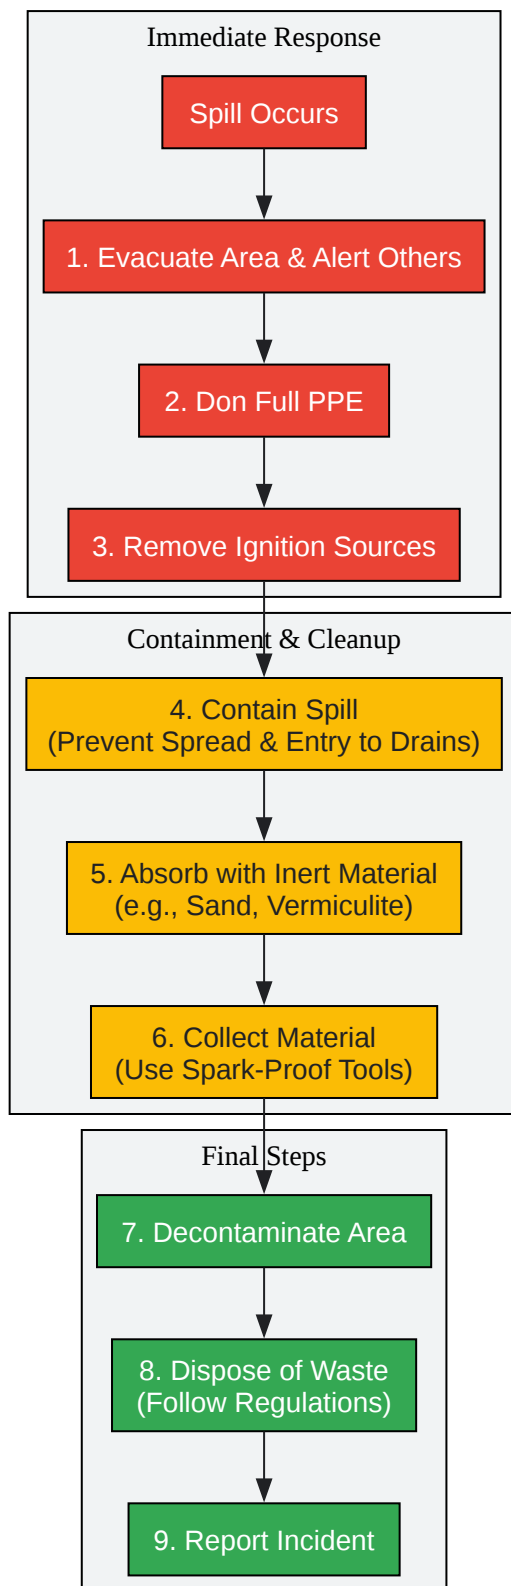 Immediate Response
Spill Occurs
1. Evacuate Area & Alert Others
2. Don Full PPE
3. Remove Ignition Sources
Containment & Cleanup
4. Contain Spill
(Prevent Spread & Entry to Drains)
5. Absorb with Inert Material
(e.g., Sand, Vermiculite)
6. Collect Material
(Use Spark-Proof Tools)
Final Steps
7. Decontaminate Area
8. Dispose of Waste
(Follow Regulations)
9. Report Incident